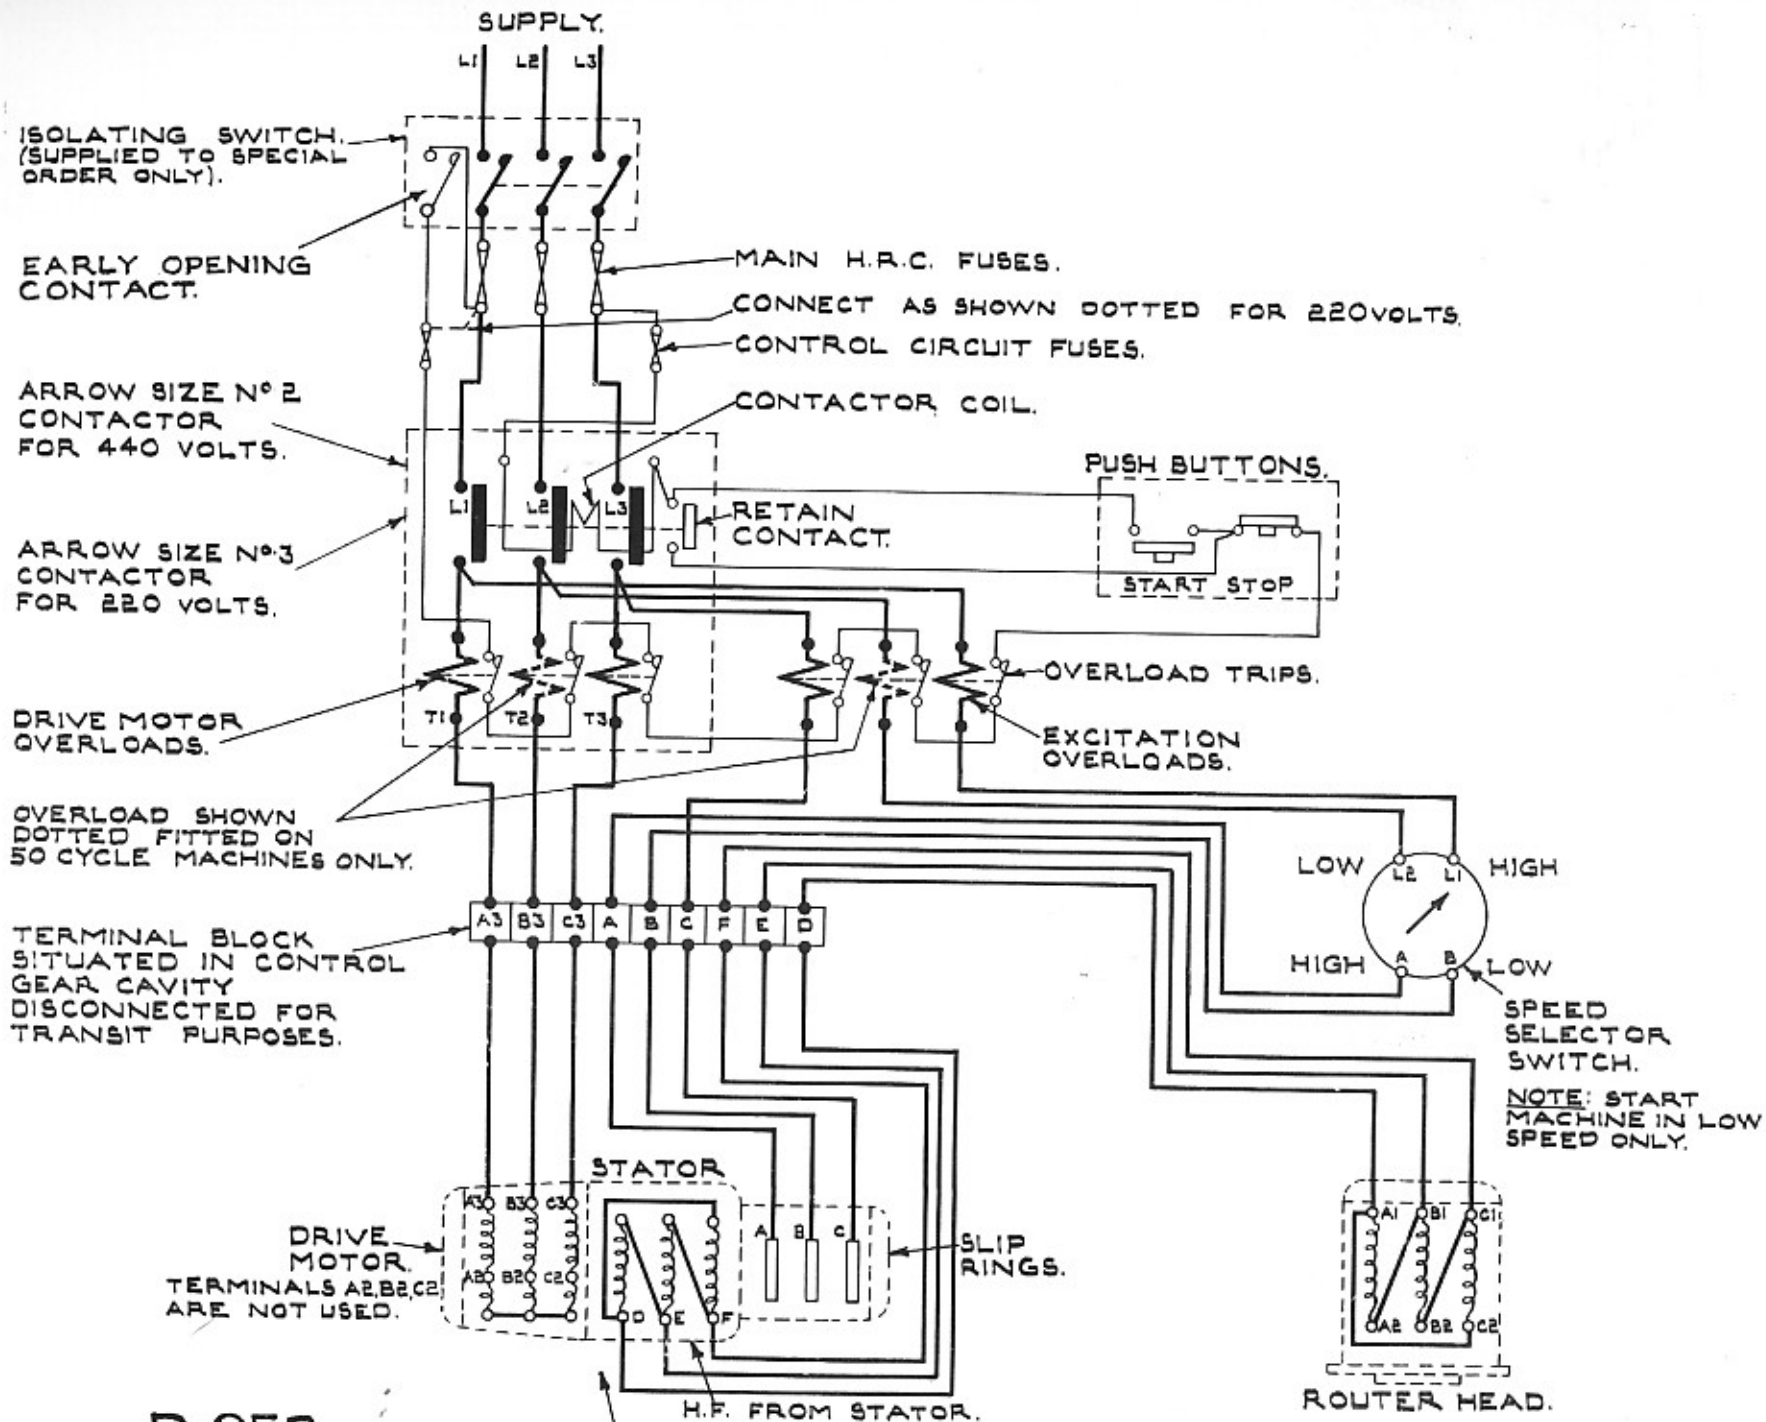 SUPPLY.
L1 L2 L3
ISOLATING SWITCH.
(SUPPLIED TO SPECIAL
ORDER ONLY).
EARLY OPENING
CONTACT.
MAIN H.R.C. FUSES.
CONNECT AS SHOWN DOTTED FOR 220VOLTS.
CONTROL CIRCUIT FUSES.
ARROW SIZE Nº 2
CONTACTOR
FOR 440 VOLTS.
CONTACTOR COIL.
PUSH BUTTONS.
L1 L2 L3
RETAIN
CONTACT.
ARROW SIZE Nº.3
CONTACTOR
FOR 220 VOLTS.
START STOP
OVERLOAD TRIPS.
DRIVE MOTOR
OVERLOADS.
T1 T2 T3
EXCITATION
OVERLOADS.
OVERLOAD SHOWN
DOTTED FITTED ON
50 CYCLE MACHINES ONLY.
LOW L2 L1 HIGH
A3 B3 C3 A B C F E D
TERMINAL BLOCK
SITUATED IN CONTROL
GEAR CAVITY
DISCONNECTED FOR
TRANSIT PURPOSES.
HIGH A B LOW
SPEED
SELECTOR
SWITCH.
NOTE: START
MACHINE IN LOW
SPEED ONLY.
STATOR
A3 B3 C3
A2 B2 C2
DRIVE
MOTOR.
TERMINALS A2,B2,C2
ARE NOT USED.
D E F
A B C
SLIP
RINGS.
A1 B1 C1
A2 B2 C2
ROUTER HEAD.
H.F. FROM STATOR.